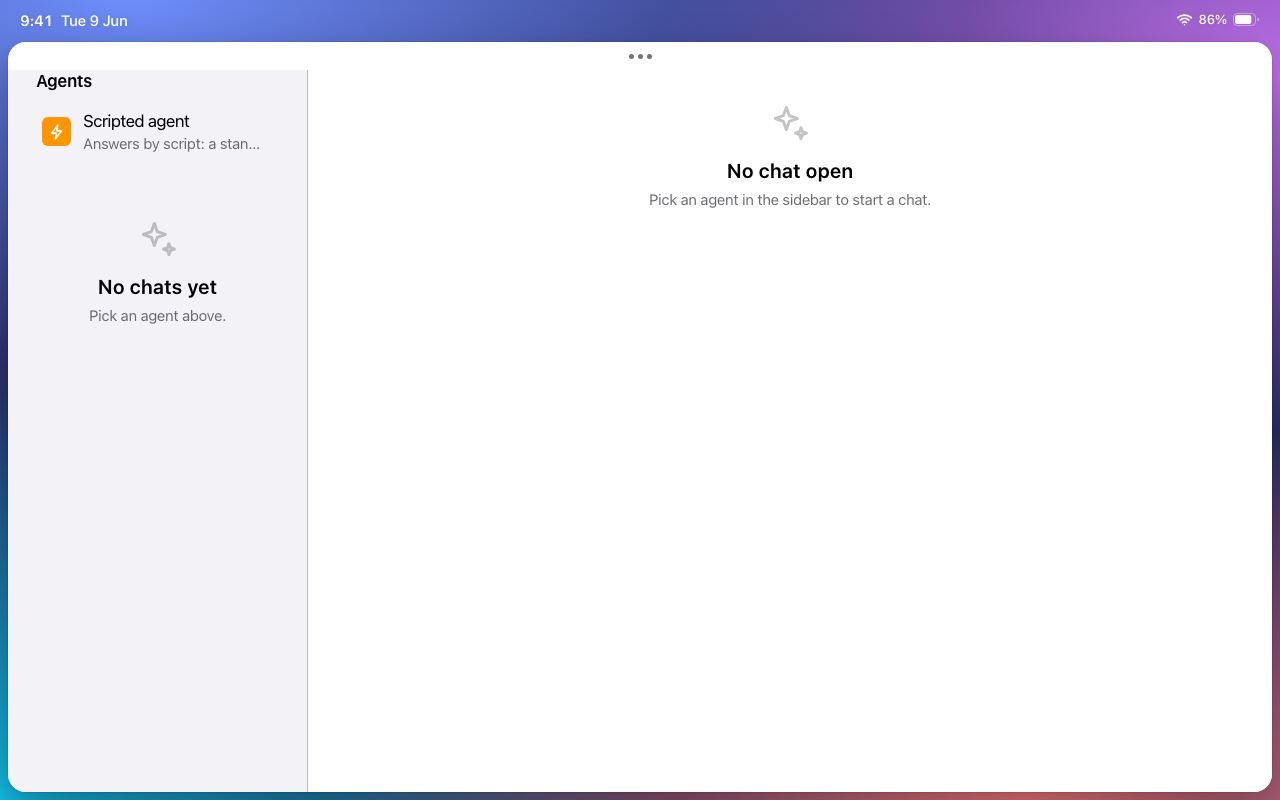 9:41 Tue 9 Jun
86%
Agents
Scripted agent
Answers by script: a stan...
No chats yet
Pick an agent above.
No chat open
Pick an agent in the sidebar to start a chat.